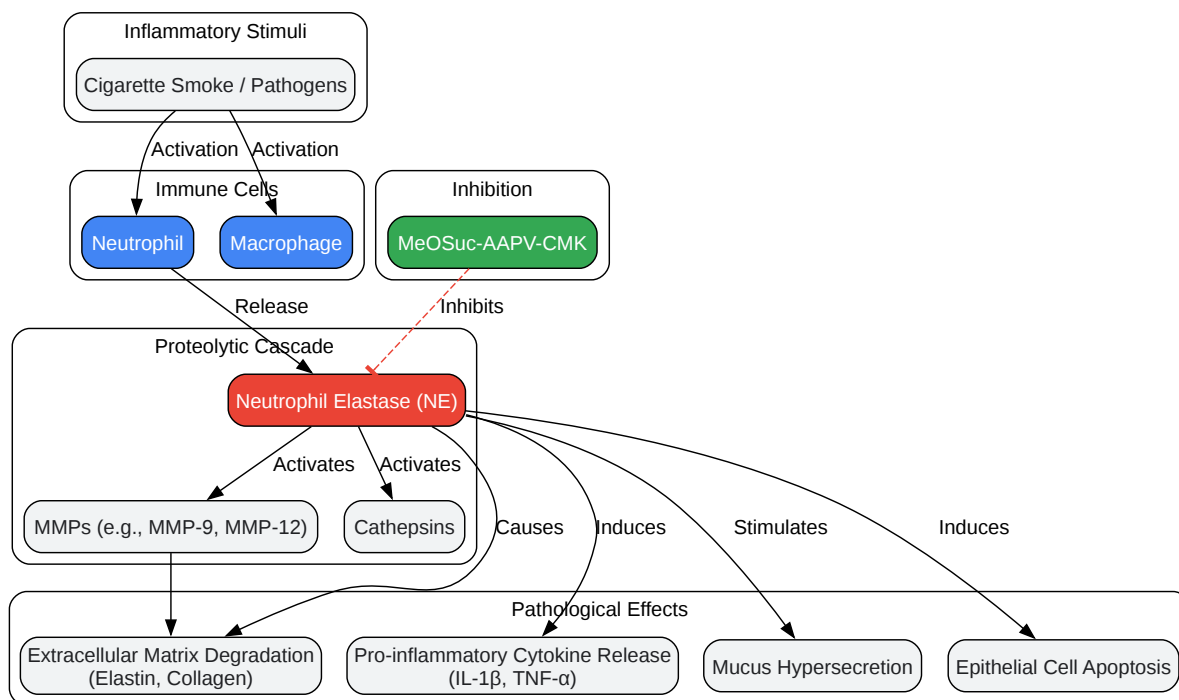 Inflammatory Stimuli
Cigarette Smoke / Pathogens
Activation
Activation
Immune Cells
Inhibition
Neutrophil
Macrophage
MeOSuc-AAPV-CMK
Release
Inhibits
Proteolytic Cascade
Neutrophil Elastase (NE)
Activates
Activates
MMPs (e.g., MMP-9, MMP-12)
Cathepsins
Causes
Induces
Stimulates
Induces
Pathological Effects
Extracellular Matrix Degradation
(Elastin, Collagen)
Pro-inflammatory Cytokine Release
(IL-1β, TNF-α)
Mucus Hypersecretion
Epithelial Cell Apoptosis